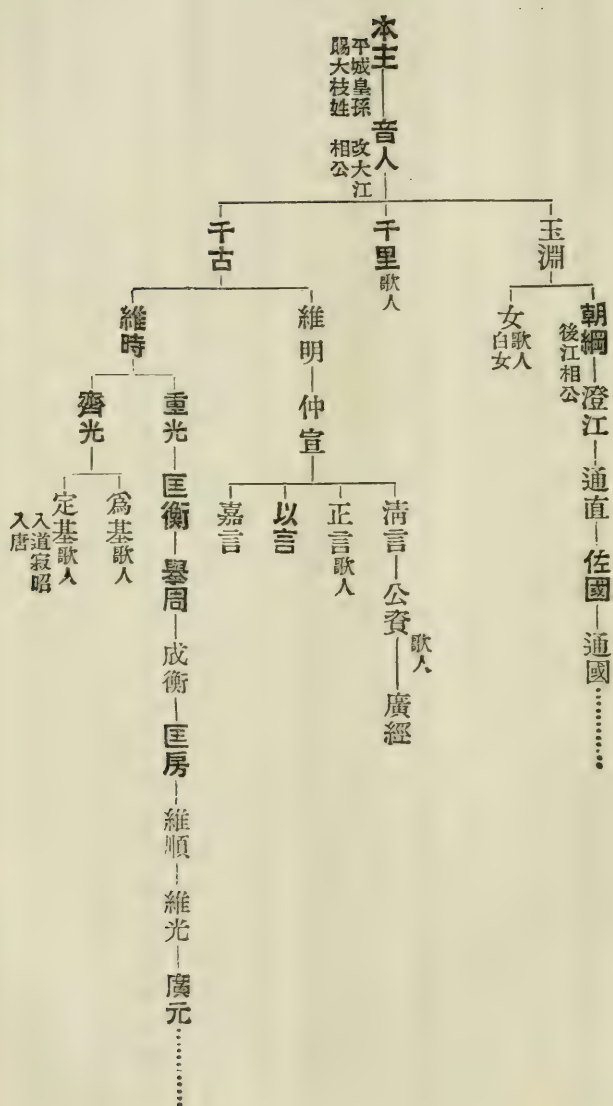 本主―音人
平城皇孫 改大江
賜大枝姓 相公
玉淵
朝綱―澄江―通直―佐國―通國………
後江相公
女
歌人
白女
千里歌人
千古
維明―仲宣
淸言―公資―廣經
歌人
正言歌人
以言
嘉言
維時
重光―匡衡―擧周―成衡―匡房―維順―維光―廣元………
齊光
爲基歌人
定基歌人
入道寂昭
入唐